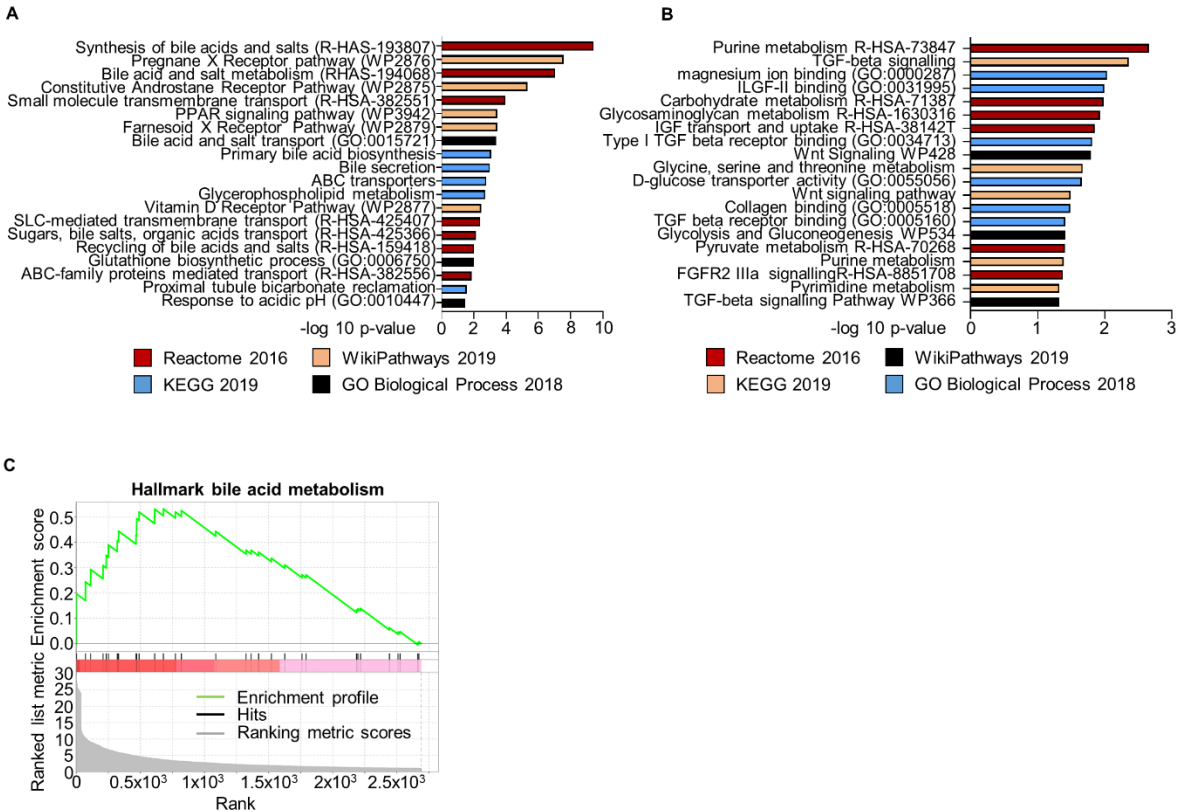 A
Synthesis of bile acids and salts (R-HAS-193807)
Pregnane X Receptor pathway (WP2876)
Bile acid and salt metabolism (RHAS-194068)
Constitutive Androstane Receptor Pathway (WP2875)
Small molecule transmembrane transport (R-HSA-382551)
PPAR signaling pathway (WP3942)
Farnesoid X Receptor Pathway (WP2879)
Bile acid and salt transport (GO:0015721)
Primary bile acid biosynthesis
Bile secretion
ABC transporters
Glycerophospholipid metabolism
Vitamin D Receptor Pathway (WP2877)
SLC-mediated transmembrane transport (R-HSA-425407)
Sugars, bile salts, organic acids transport (R-HSA-425366)
Recycling of bile acids and salts (R-HSA-159418)
Glutathione biosynthetic process (GO:0006750)
ABC-family proteins mediated transport (R-HSA-382556)
Proximal tubule bicarbonate reclamation
Response to acidic pH (GO:0010447)
0 2 4 6 8 10
-log 10 p-value
Reactome 2016
WikiPathways 2019
KEGG 2019
GO Biological Process 2018
B
Purine metabolism R-HSA-73847
TGF-beta signalling
magnesium ion binding (GO:0000287)
ILGF-II binding (GO:0031995)
Carbohydrate metabolism R-HSA-71387
Glycosaminoglycan metabolism R-HSA-1630316
IGF transport and uptake R-HSA-38142T
Type I TGF beta receptor binding (GO:0034713)
Wnt Signaling WP428
Glycine, serine and threonine metabolism
D-glucose transporter activity (GO:0055056)
Wnt signaling pathway
Collagen binding (GO:0005518)
TGF beta receptor binding (GO:0005160)
Glycolysis and Gluconeogenesis WP534
Pyruvate metabolism R-HSA-70268
Purine metabolism
FGFR2 IIIa signallingR-HSA-8851708
Pyrimidine metabolism
TGF-beta signalling Pathway WP366
0 1 2 3
-log 10 p-value
Reactome 2016
WikiPathways 2019
KEGG 2019
GO Biological Process 2018
C
Hallmark bile acid metabolism
Enrichment score
0.5
0.4
0.3
0.2
0.1
0.0
Ranked list metric
30
25
20
15
10
5
0
Enrichment profile
Hits
Ranking metric scores
0 0.5x10³ 1x10³ 1.5x10³ 2x10³ 2.5x10³
Rank